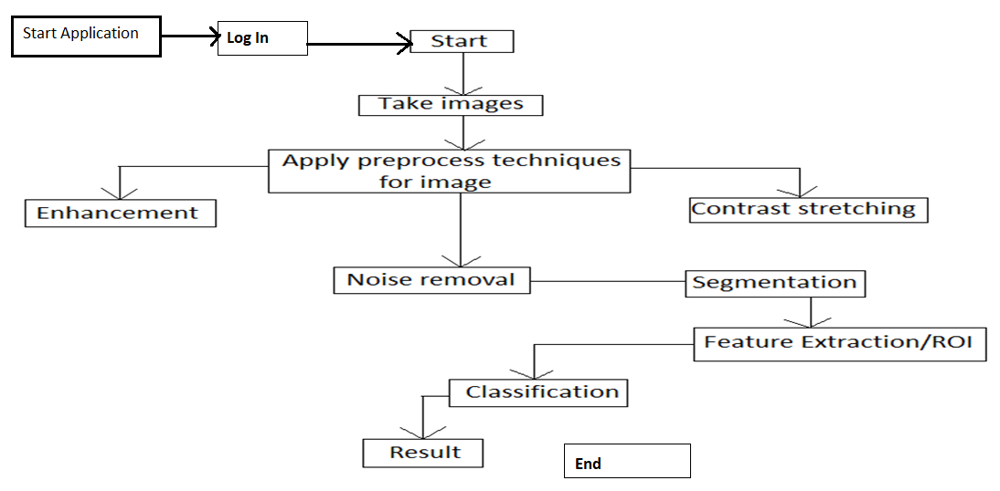 Start Application
Log In
Start
Take images
Apply preprocess techniques
for image
Enhancement
Contrast stretching
Noise removal
Segmentation
Feature Extraction/ROI
Classification
Result
End